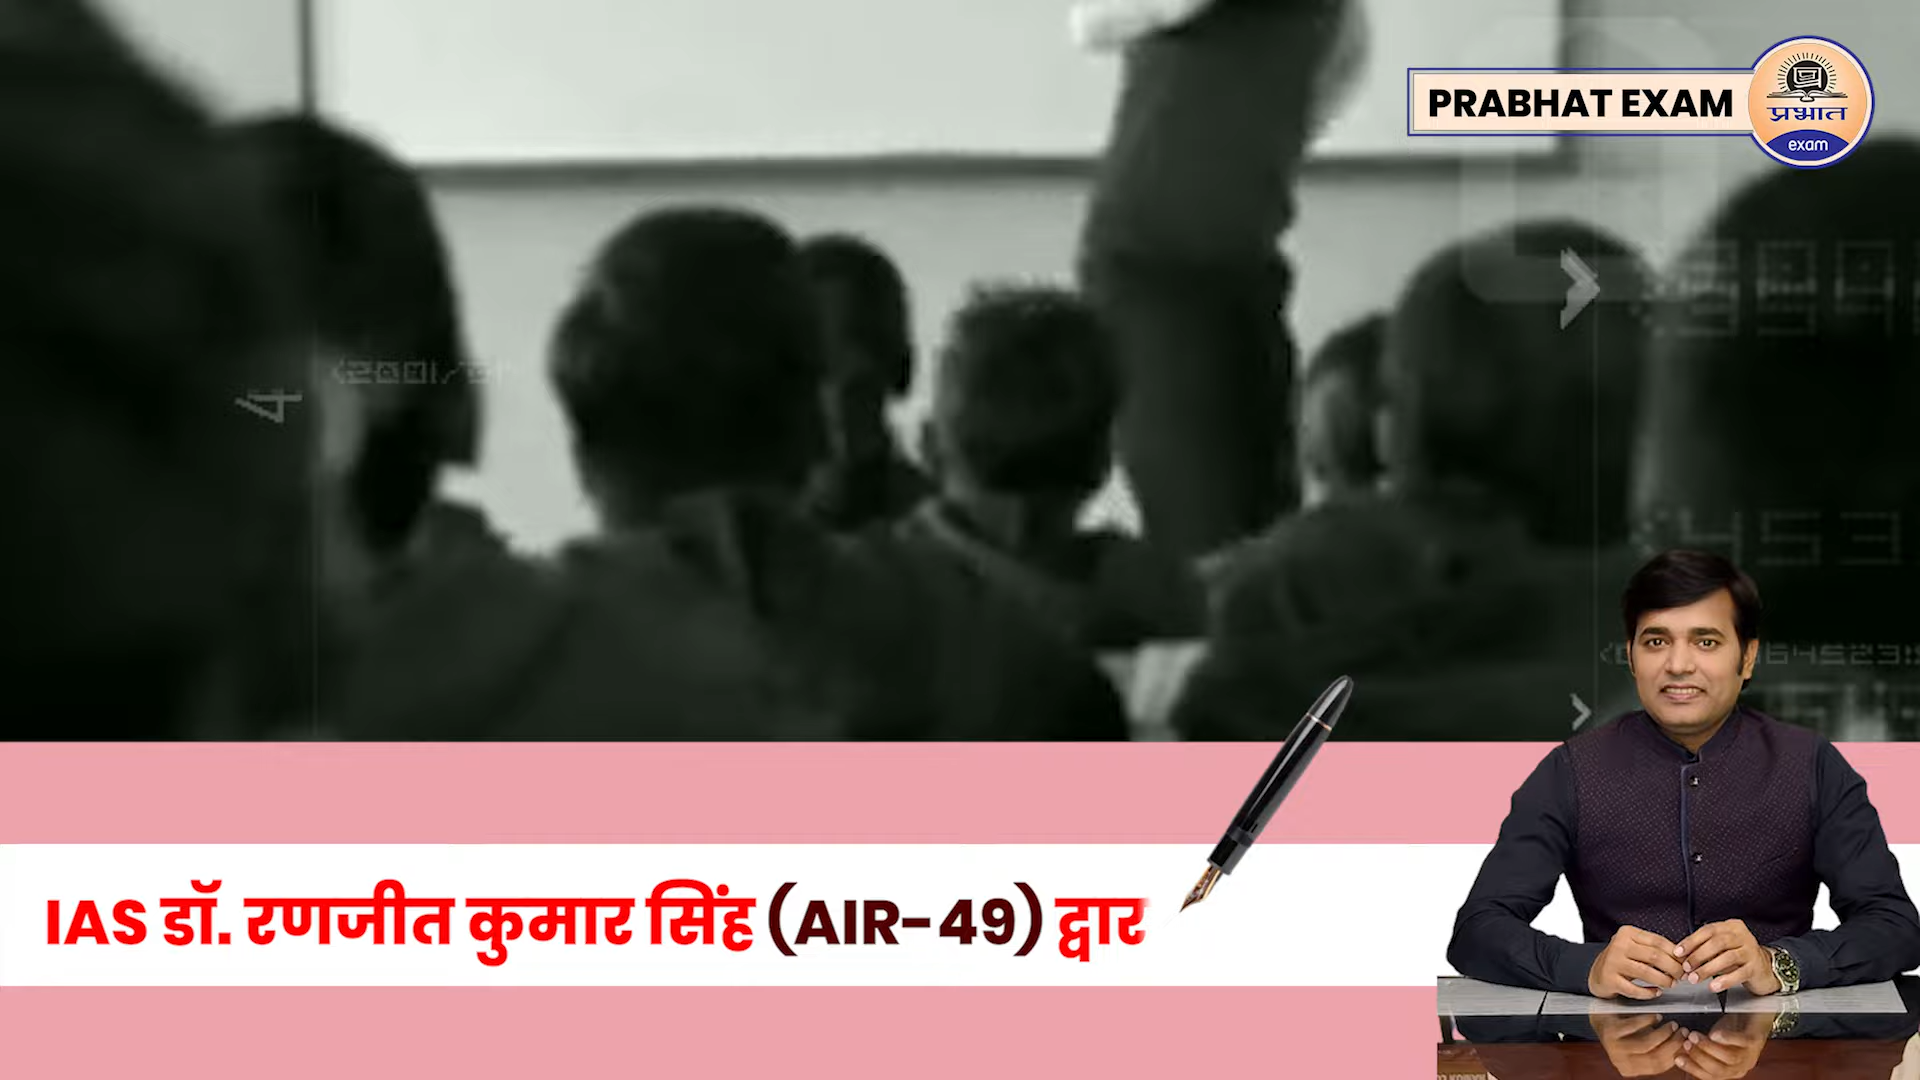 PRABHAT EXAM
प्रभात
exam
IAS डॉ. रणजीत कुमार सिंह (AIR-49) द्वार